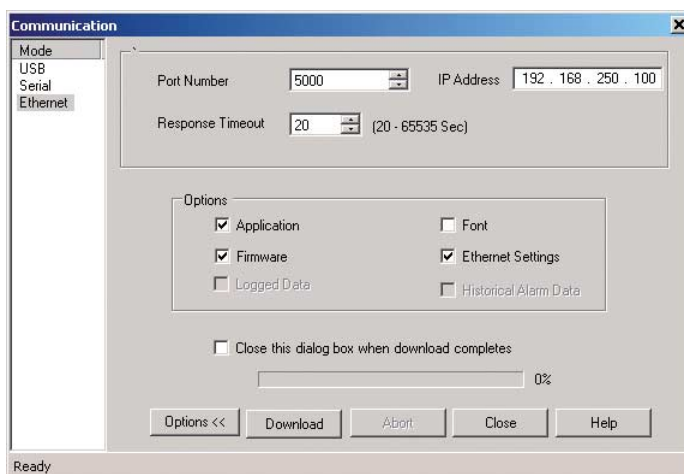 Communication
Mode
USB
Serial
Ethernet
Port Number 5000 IP Address 192 . 168 . 250 . 100
Response Timeout 20 (20 - 65535 Sec)
Options
Application Font
Firmware Ethernet Settings
Logged Data Historical Alarm Data
Close this dialog box when download completes
0%
Options << Download Abort Close Help
Ready